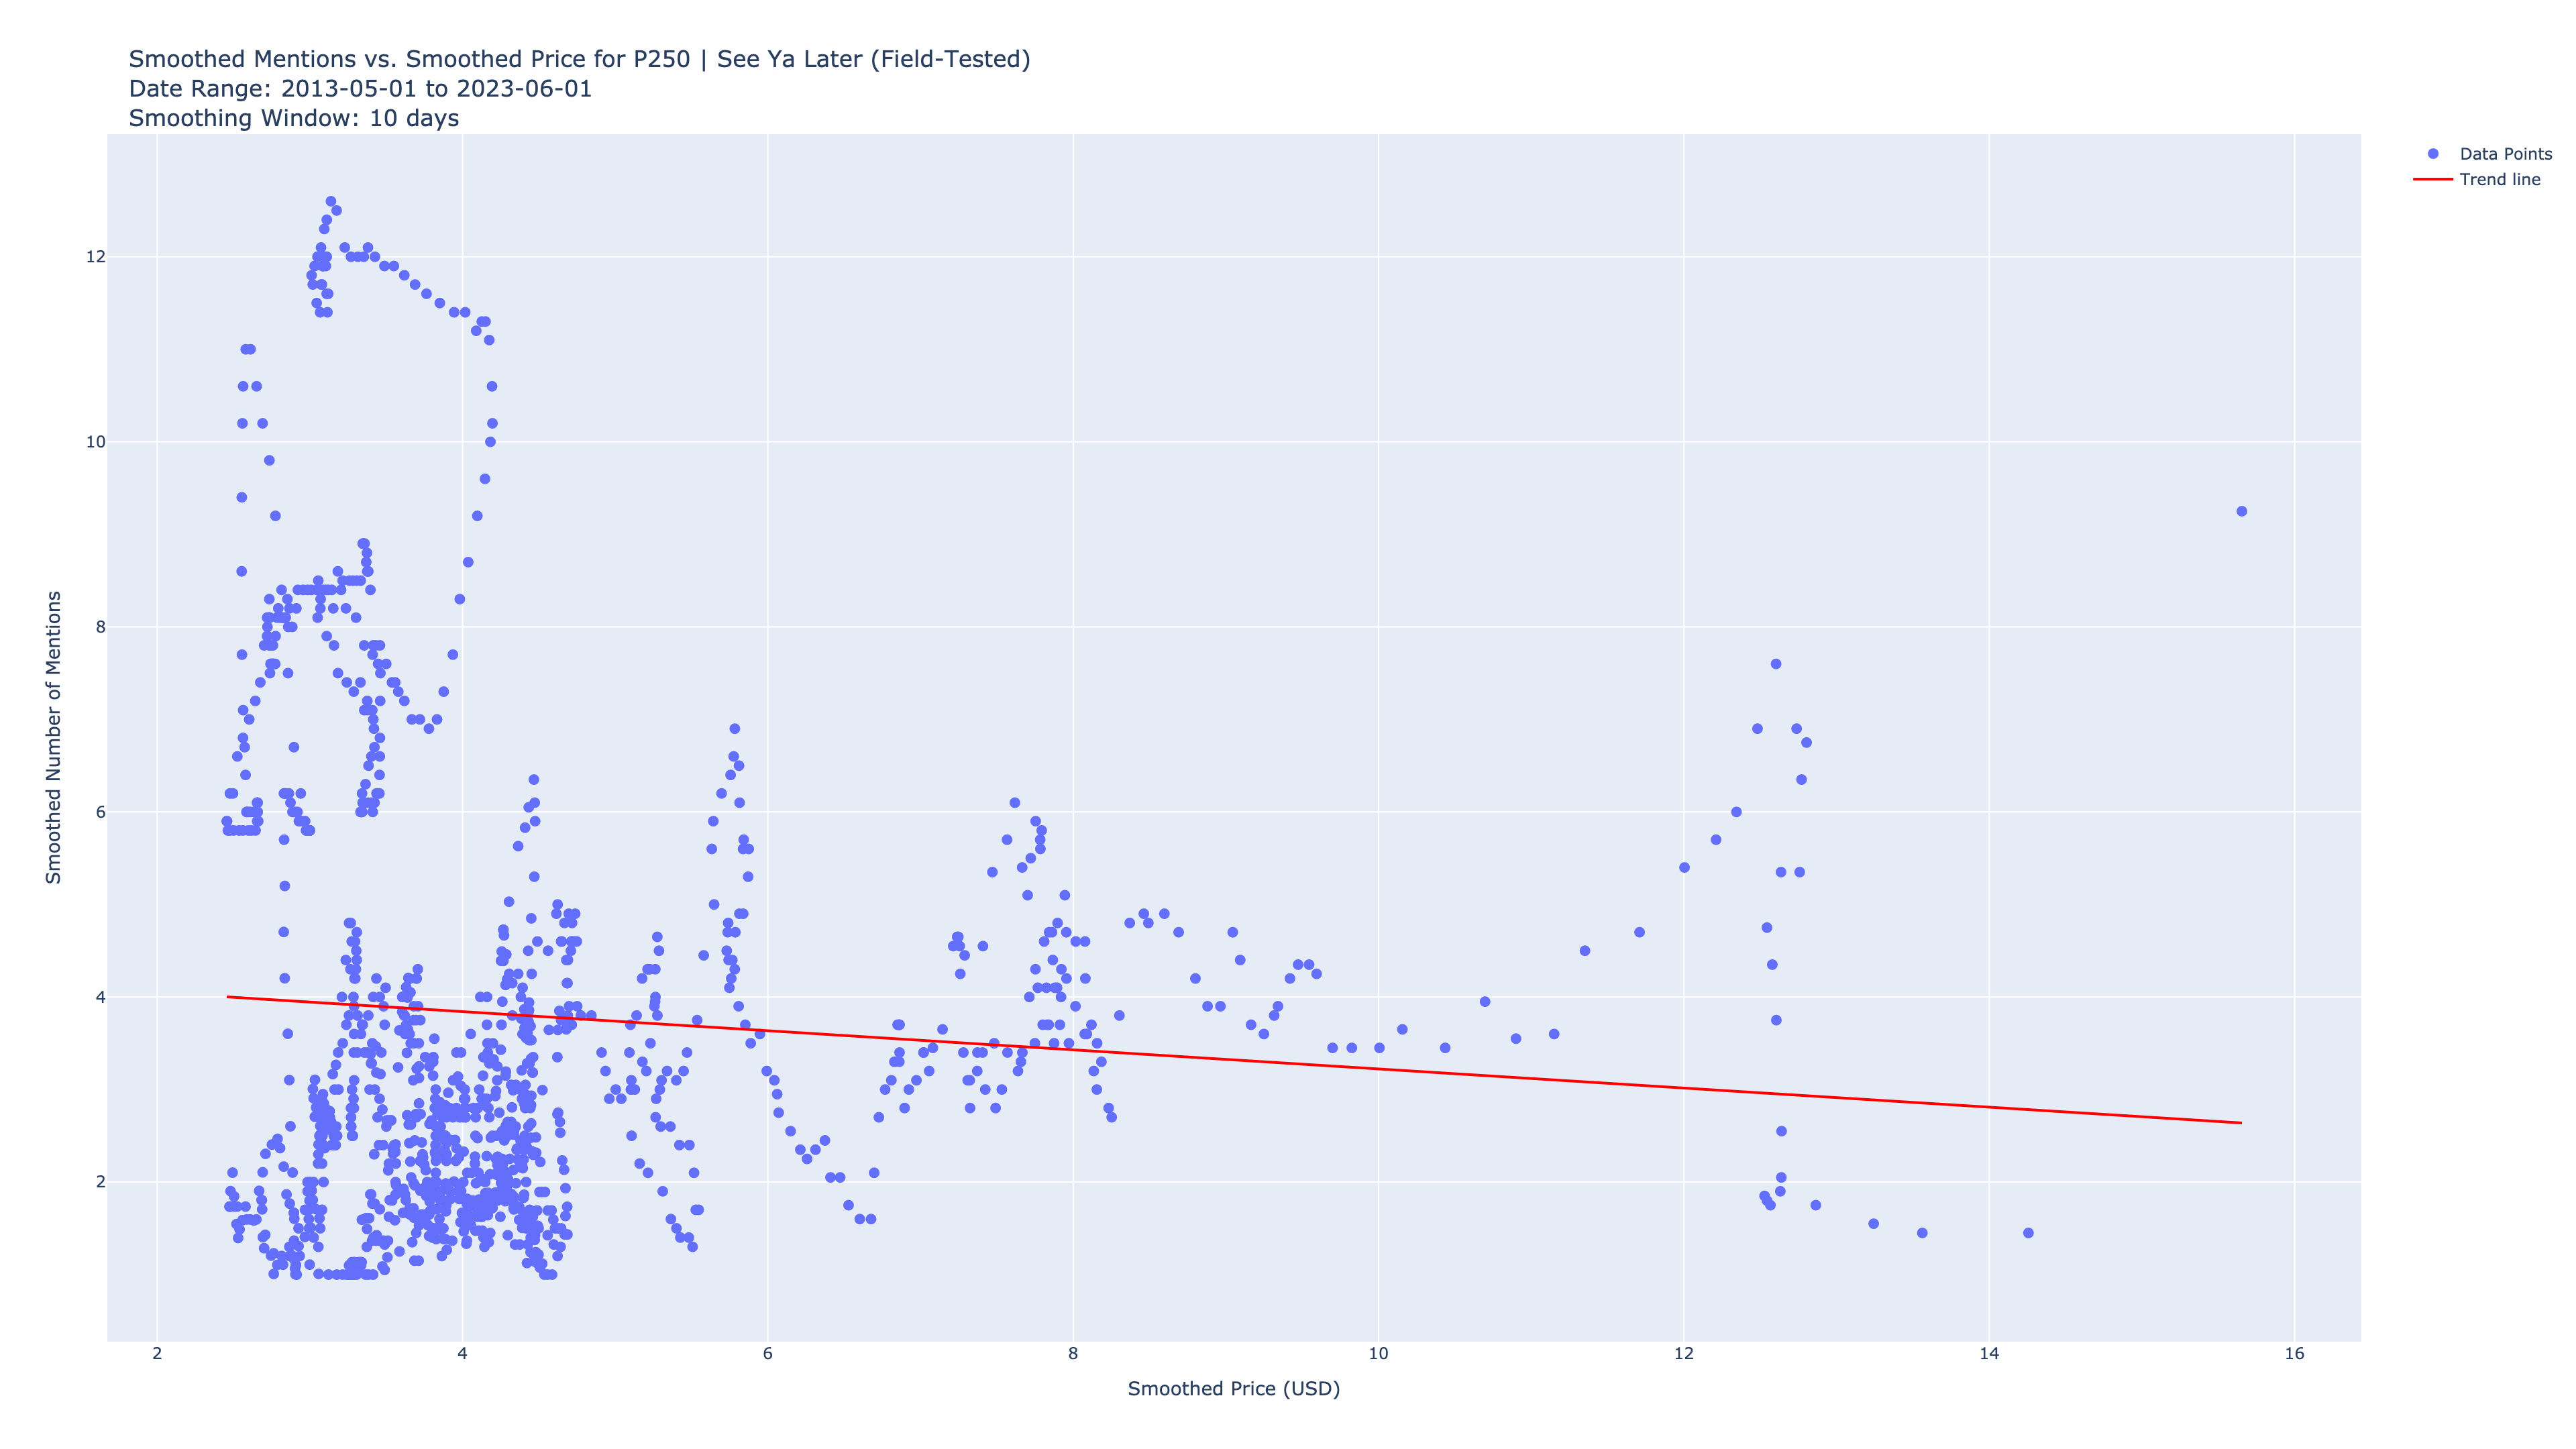 Smoothed Mentions vs. Smoothed Price for P250 | See Ya Later (Field-Tested)
Date Range: 2013-05-01 to 2023-06-01
Smoothing Window: 10 days
Data Points
Trend line
Smoothed Number of Mentions
12
10
8
6
4
2
2 4 6 8 10 12 14 16
Smoothed Price (USD)